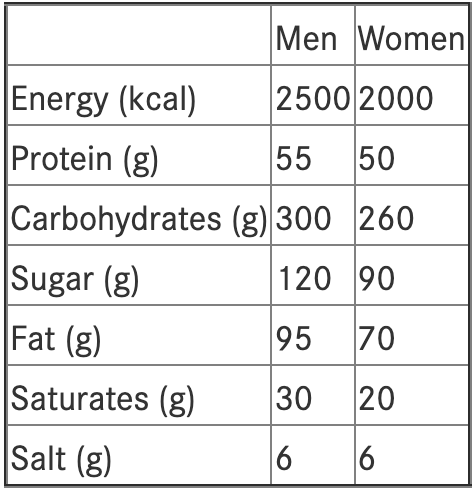 Men Women
Energy (kcal) 2500 2000
Protein (g) 55 50
Carbohydrates (g) 300 260
Sugar (g) 120 90
Fat (g) 95 70
Saturates (g) 30 20
Salt (g) 6 6